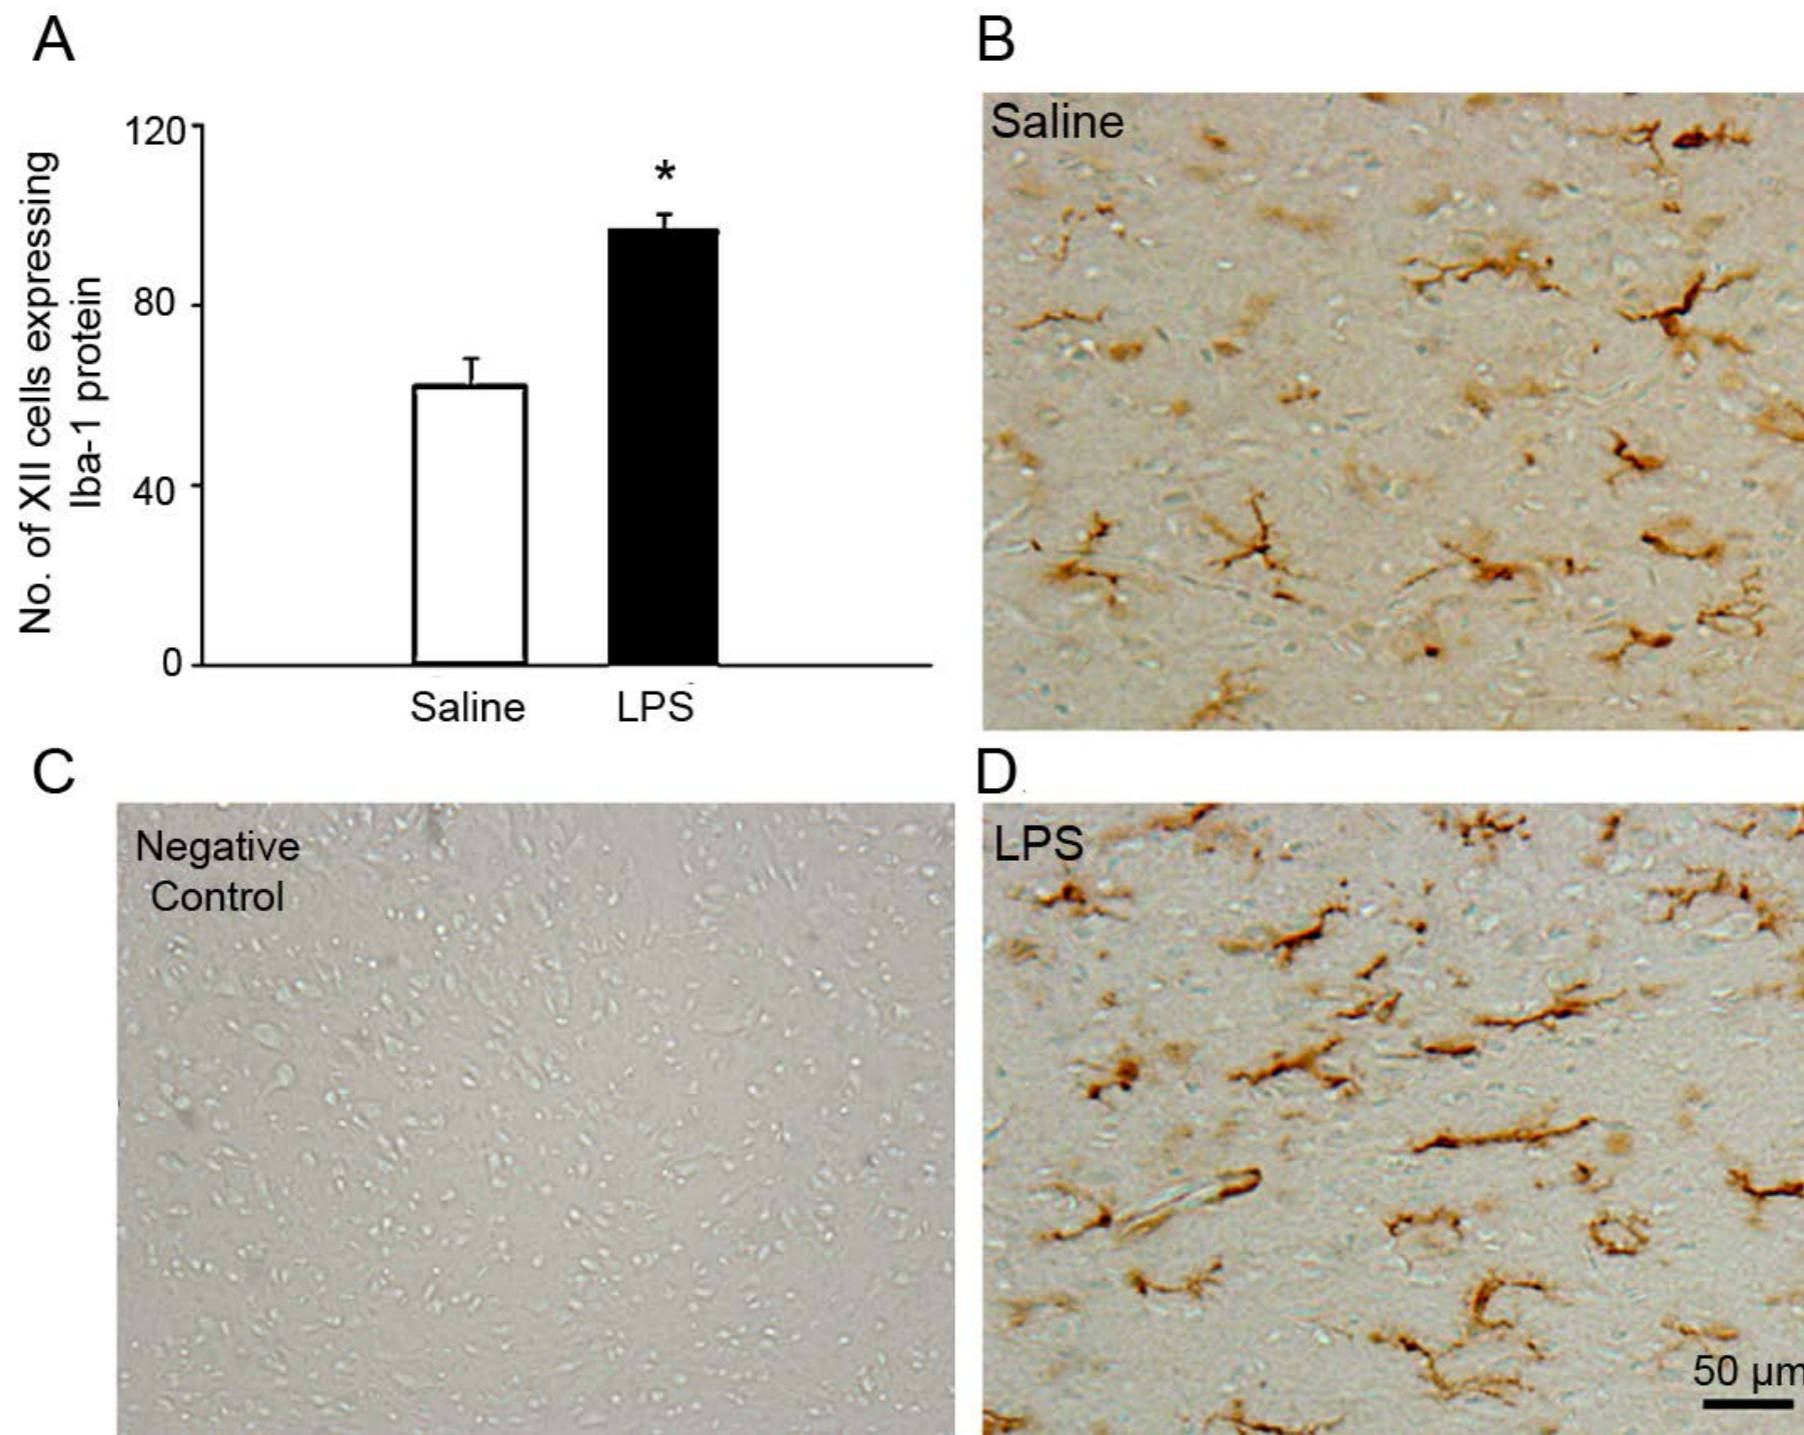 A
No. of XII cells expressing
Iba-1 protein
120
80
40
0
*
Saline
LPS
B
Saline
C
Negative
Control
D
LPS
50 µm